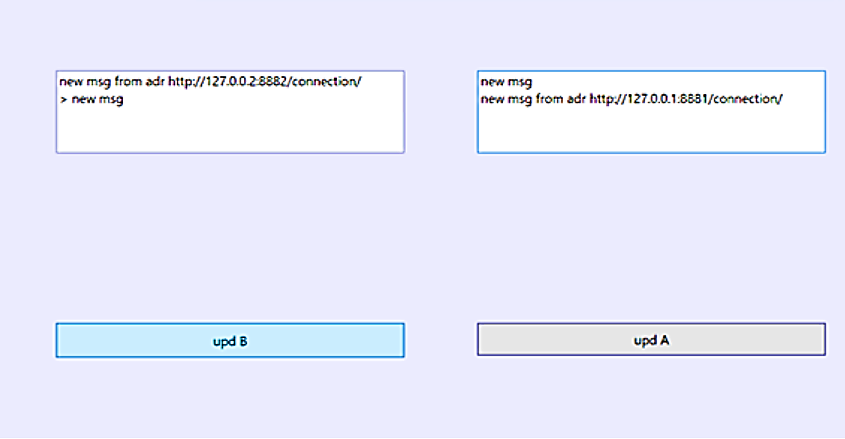 new msg from adr http://127.0.0.2:8882/connection/
> new msg
new msg
new msg from adr http://127.0.0.1:8881/connection/
upd B
upd A